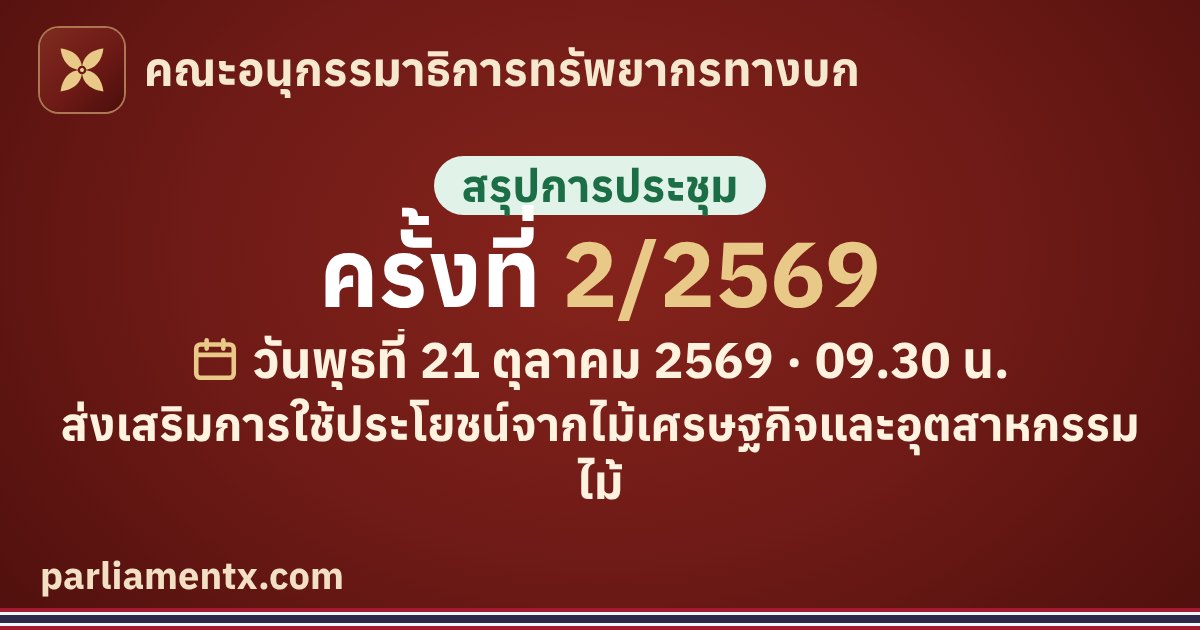 คณะอนุกรรมาธิการทรัพยากรทางบก
สรุปการประชุม
ครั้งที่ 2/2569
วันพุธที่ 21 ตุลาคม 2569 · 09.30 น.
ส่งเสริมการใช้ประโยชน์จากไม้เศรษฐกิจและอุตสาหกรรม
ไม้
parliamentx.com